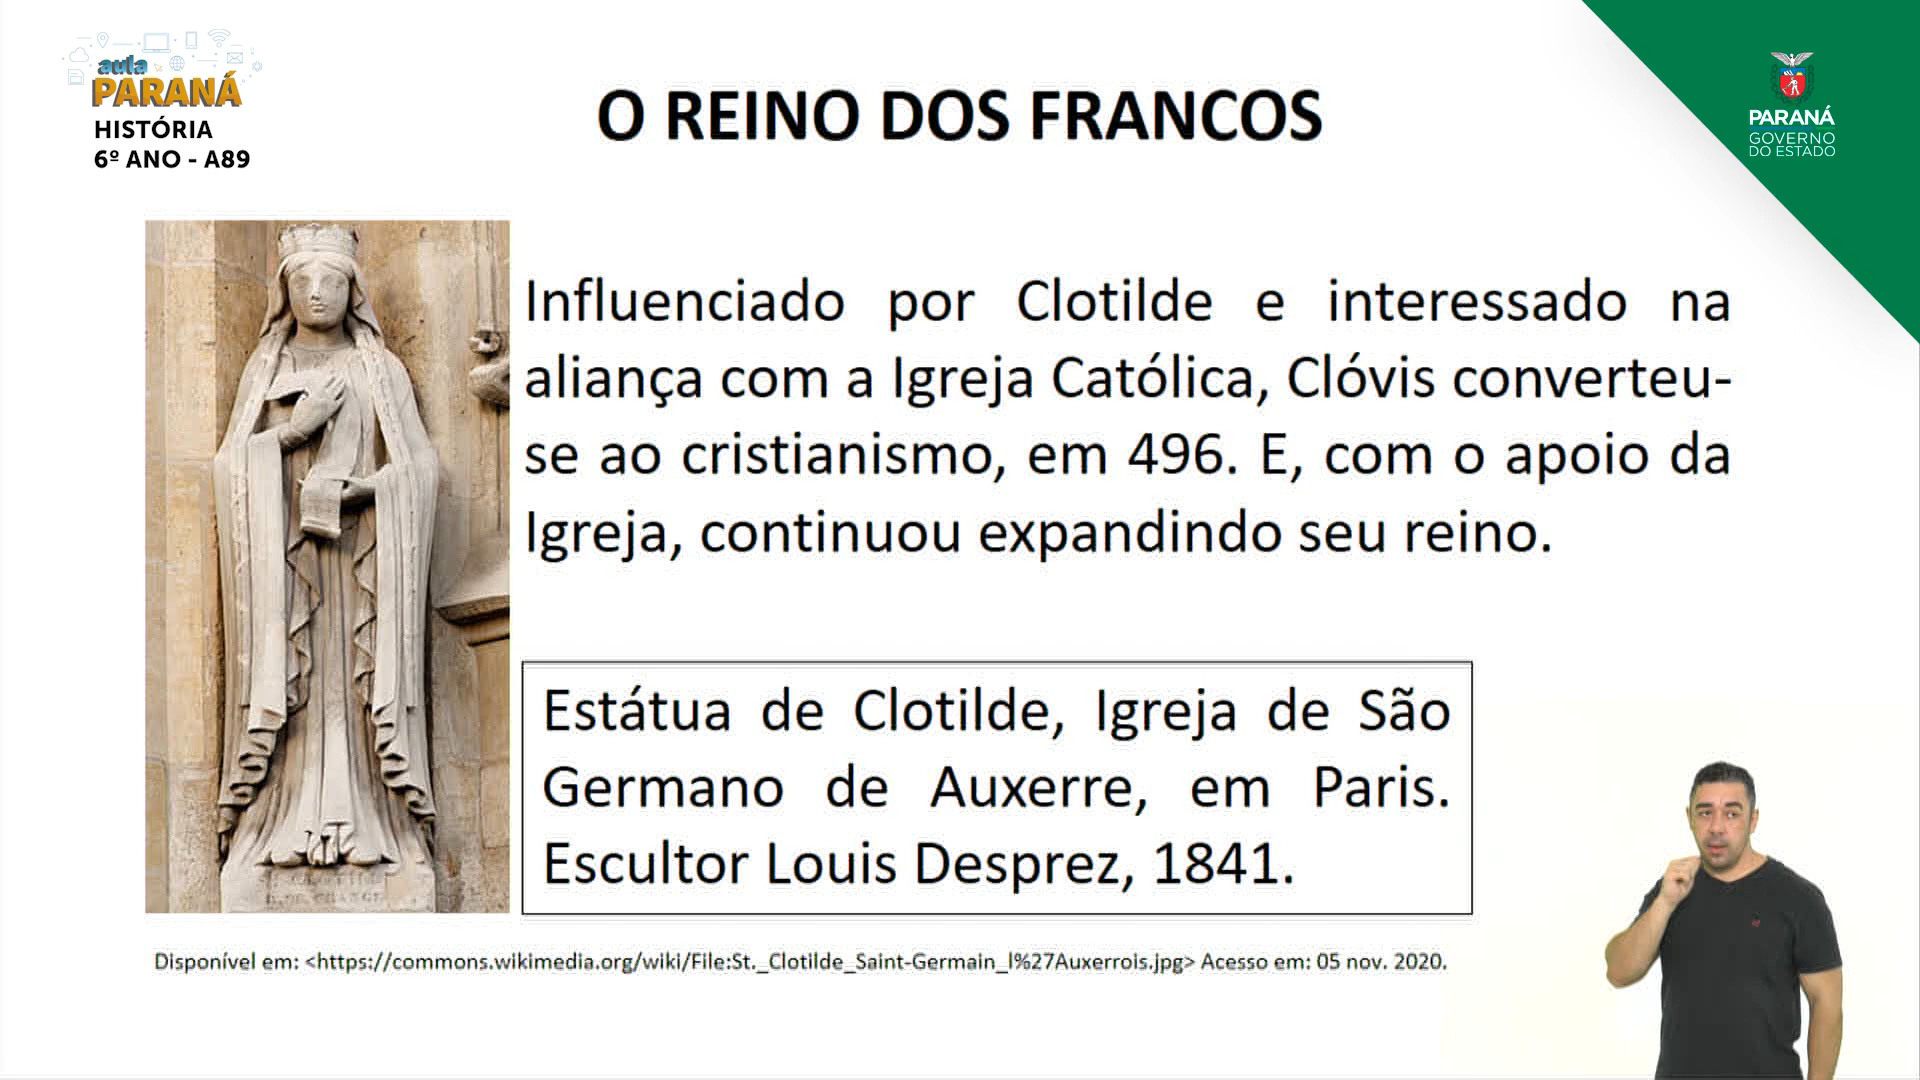 aula
PARANÁ
HISTÓRIA
6º ANO - A89
O REINO DOS FRANCOS
PARANÁ
GOVERNO
DO ESTADO
Influenciado por Clotilde e interessado na
aliança com a Igreja Católica, Clóvis converteu-
se ao cristianismo, em 496. E, com o apoio da
Igreja, continuou expandindo seu reino.
Estátua de Clotilde, Igreja de São
Germano de Auxerre, em Paris.
Escultor Louis Desprez, 1841.
Disponível em: <https://commons.wikimedia.org/wiki/File:St._Clotilde_Saint-Germain_l%27Auxerrois.jpg> Acesso em: 05 nov. 2020.